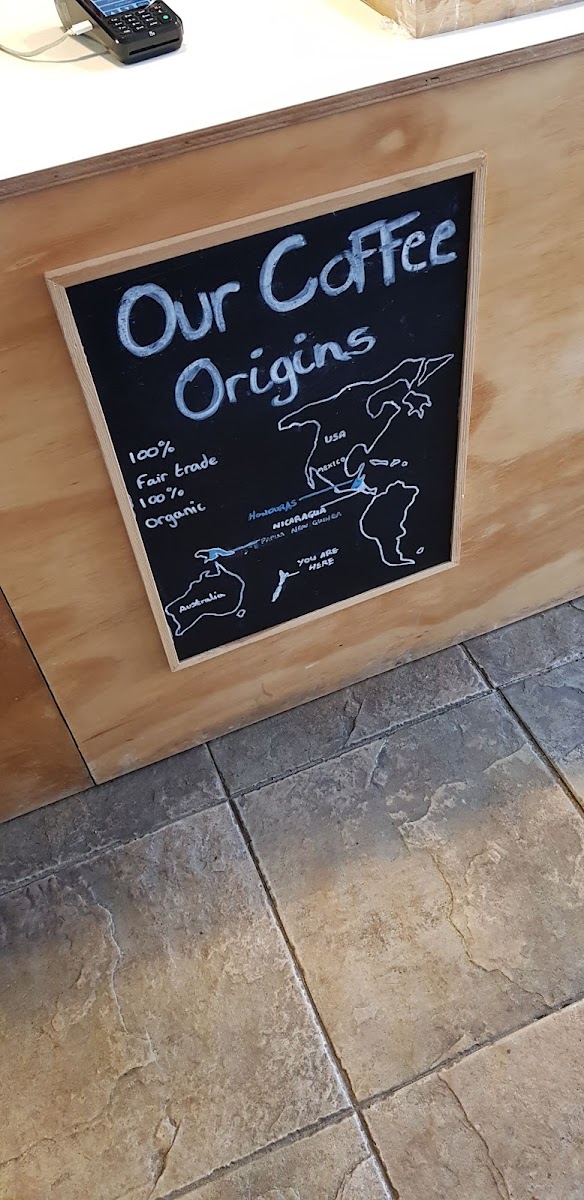 Our Coffee
Origins
100%
Fair trade
100%
Organic
USA
MEXICO
HONDURAS
NICARAGUA
PAPUA NEW GUINEA
YOU ARE
HERE
Australia